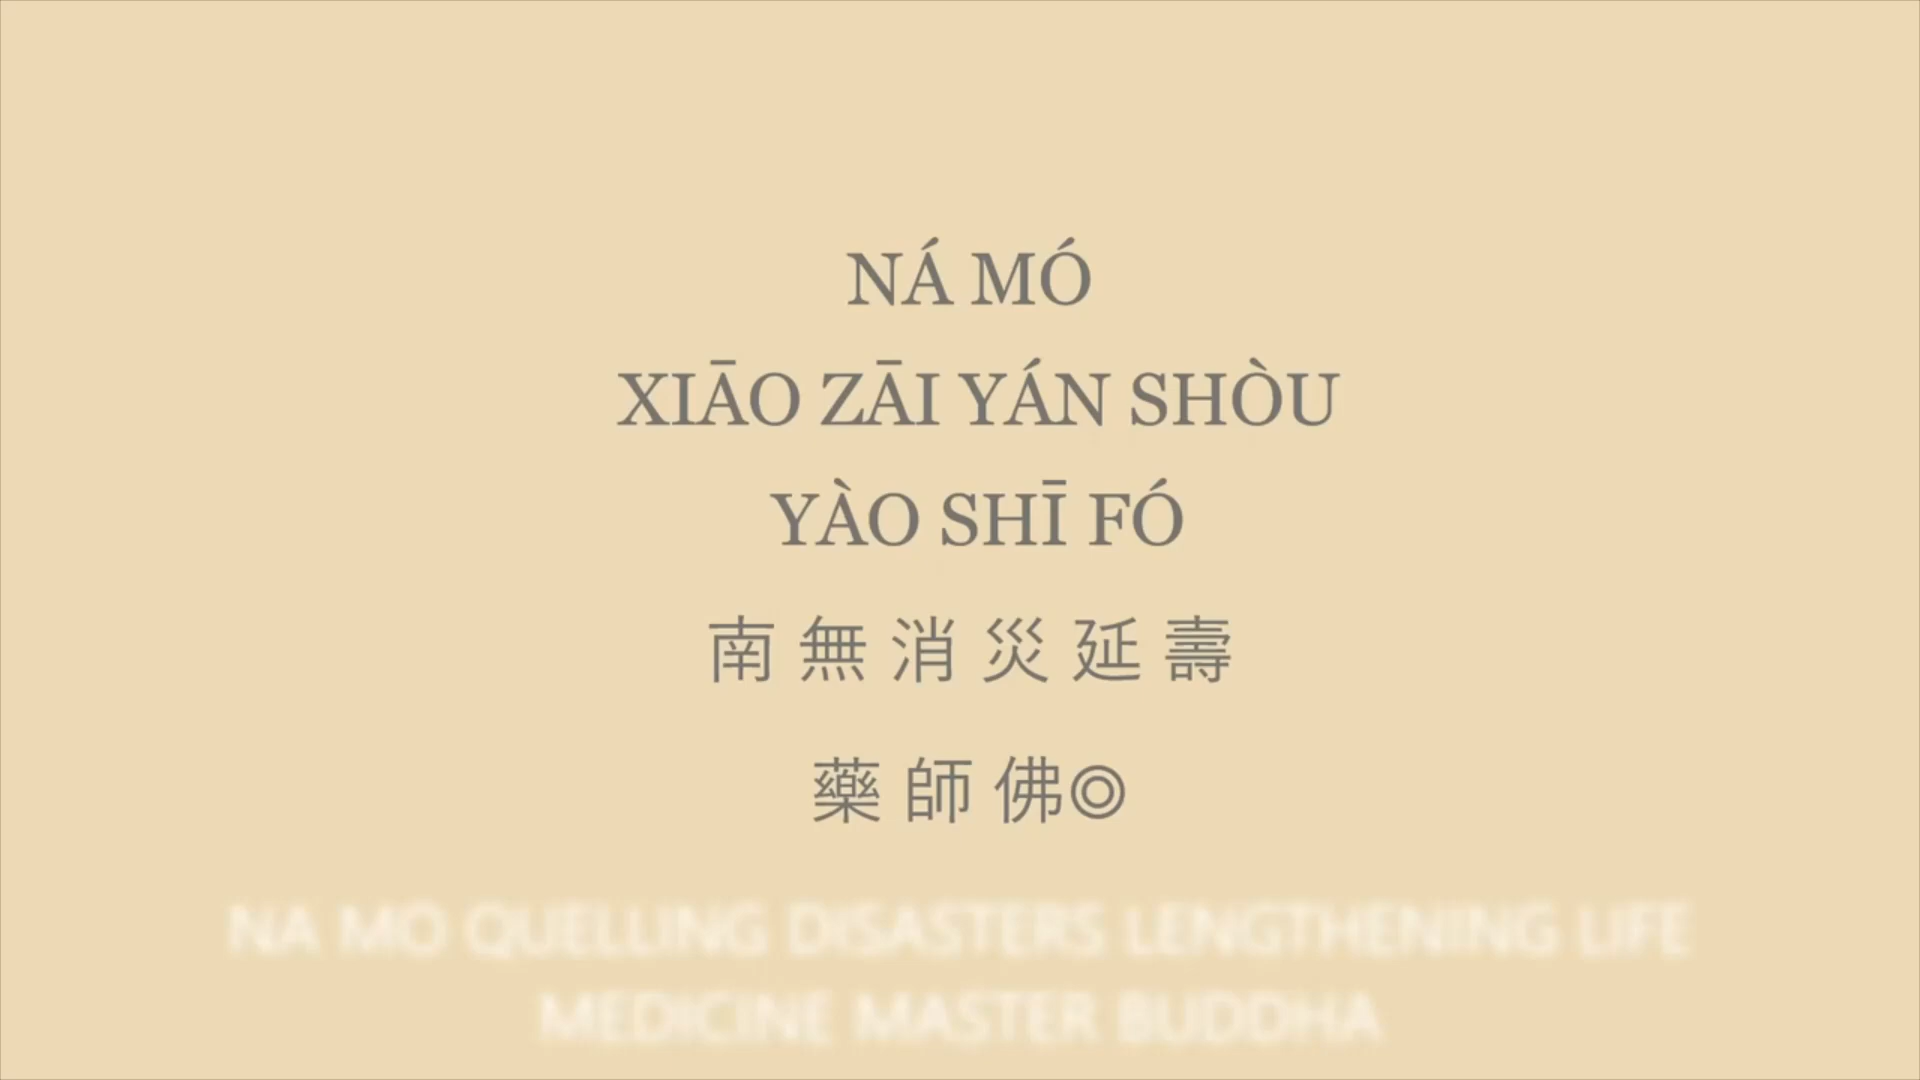 NÁ MÓ
XIĀO ZĀI YÁN SHÒU
YÀO SHĪ FÓ
南 無 消 災 延 壽
藥 師 佛◎
NA MO QUELLING DISASTERS LENGTHENING LIFE
MEDICINE MASTER BUDDHA